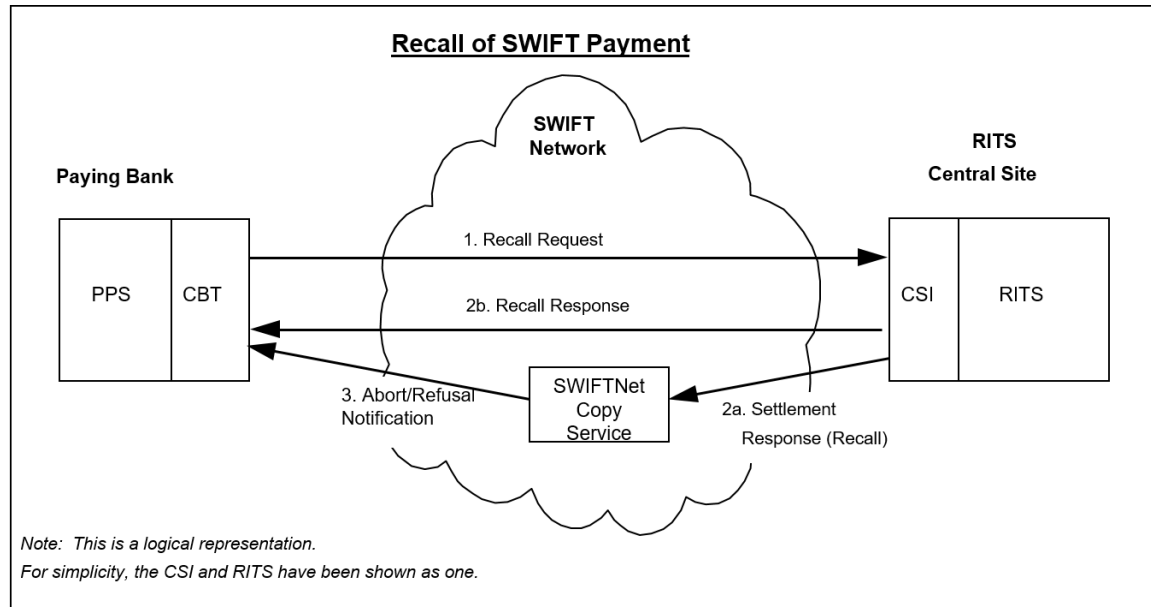 Recall of SWIFT Payment
SWIFT
Network
RITS
Central Site
Paying Bank
1. Recall Request
PPS
CBT
CSI
RITS
2b. Recall Response
3. Abort/Refusal
Notification
SWIFTNet
Copy
Service
2a. Settlement
Response (Recall)
Note:  This is a logical representation.
For simplicity, the CSI and RITS have been shown as one.